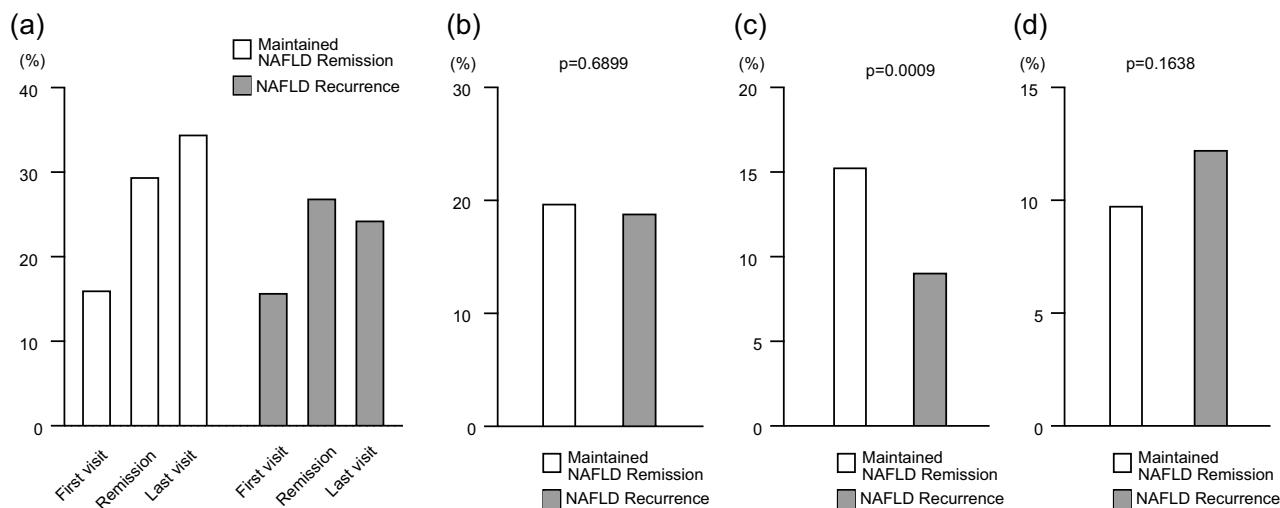 (a)
(%)
Maintained
NAFLD Remission
NAFLD Recurrence
40
30
20
10
0
First visit
Remission
Last visit
First visit
Remission
Last visit
(b)
(%)
p=0.6899
30
20
10
0
Maintained
NAFLD Remission
NAFLD Recurrence
(c)
(%)
p=0.0009
20
15
10
5
0
Maintained
NAFLD Remission
NAFLD Recurrence
(d)
(%)
p=0.1638
15
10
5
0
Maintained
NAFLD Remission
NAFLD Recurrence